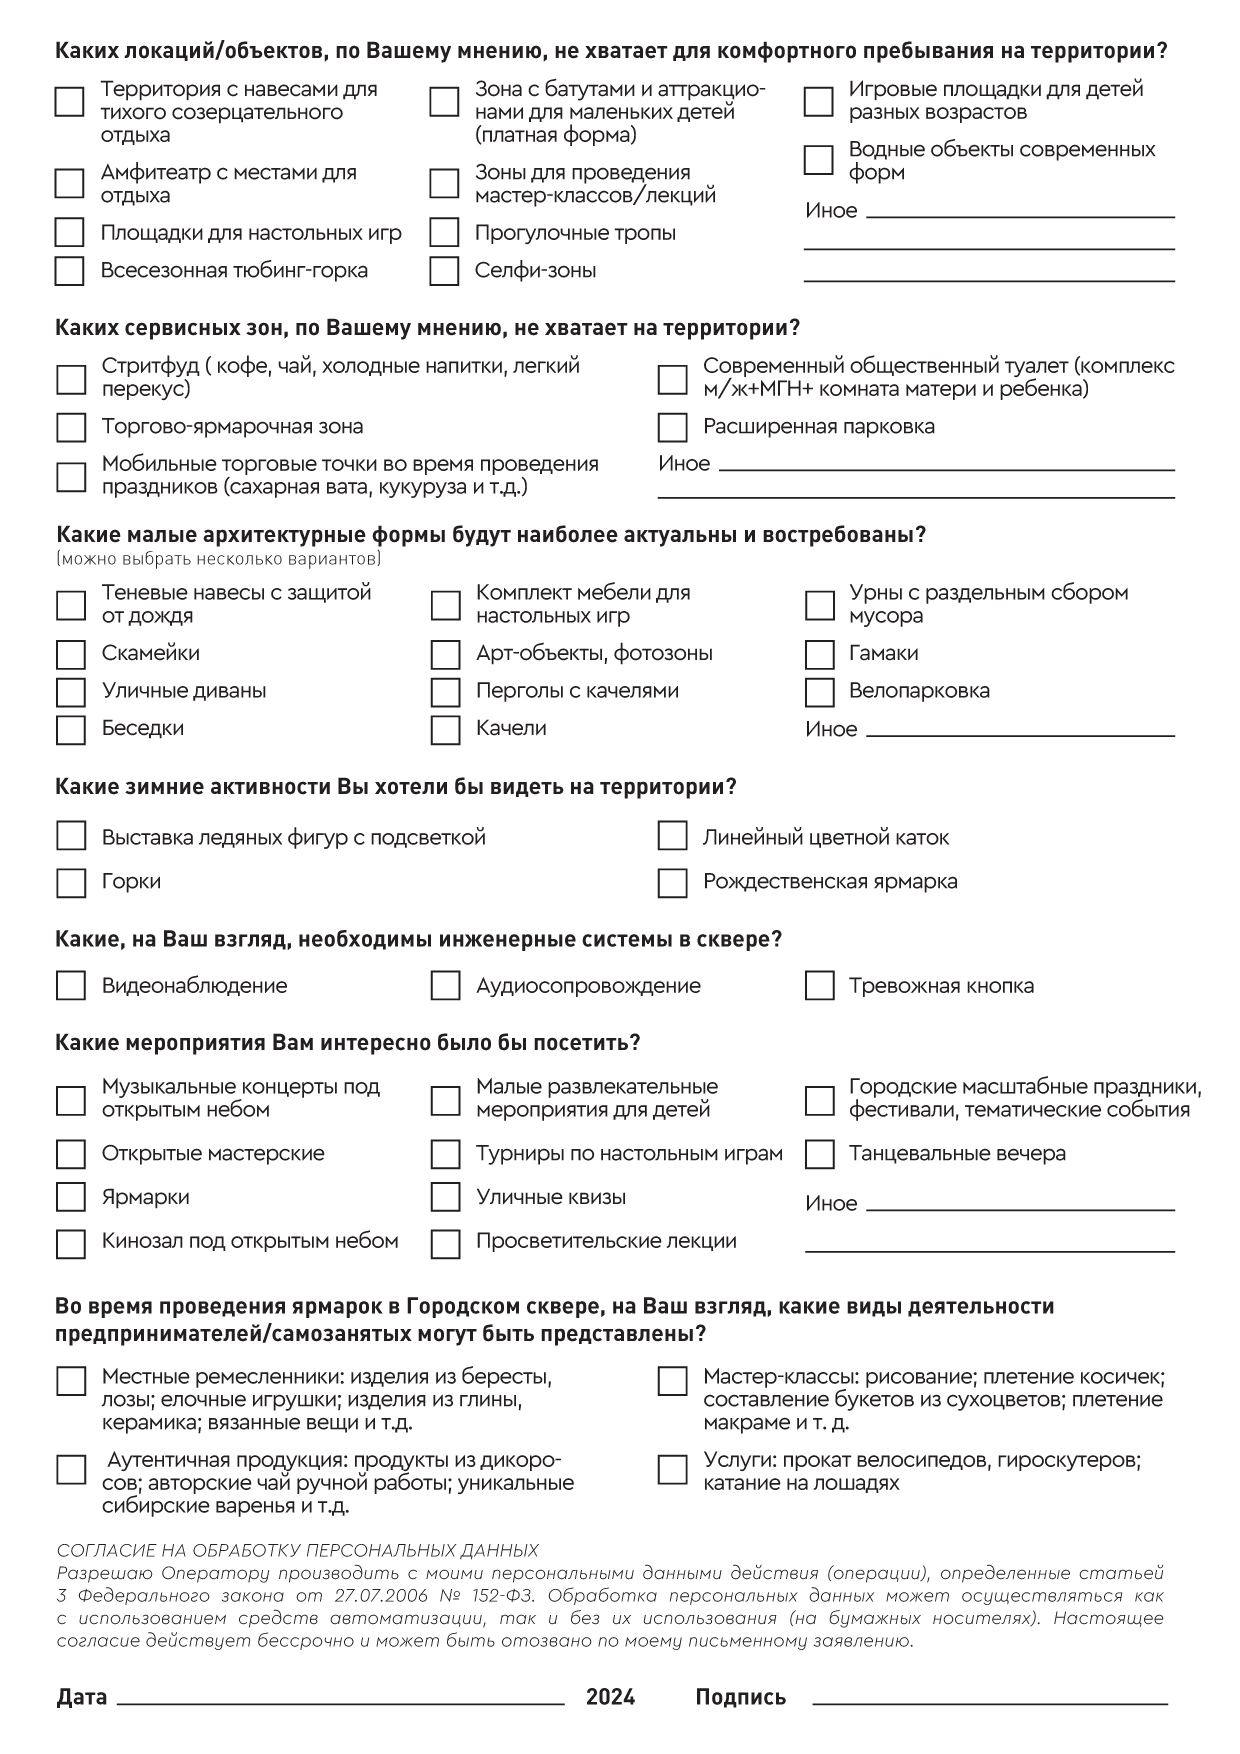 Каких локаций/объектов, по Вашему мнению, не хватает для комфортного пребывания на территории?
Территория с навесами для
тихого созерцательного
отдыха
Амфитеатр с местами для
отдыха
Площадки для настольных игр
Всесезонная тюбинг-горка
Зона с батутами и аттракцио-
нами для маленьких детей
(платная форма)
Зоны для проведения
мастер-классов/лекций
Прогулочные тропы
Селфи-зоны
Игровые площадки для детей
разных возрастов
Водные объекты современных
форм
Иное
Каких сервисных зон, по Вашему мнению, не хватает на территории?
Стритфуд ( кофе, чай, холодные напитки, легкий
перекус)
Торгово-ярмарочная зона
Мобильные торговые точки во время проведения
праздников (сахарная вата, кукуруза и т.д.)
Современный общественный туалет (комплекс
м/ж+МГН+ комната матери и ребенка)
Расширенная парковка
Иное
Какие малые архитектурные формы будут наиболее актуальны и востребованы?
(можно выбрать несколько вариантов)
Теневые навесы с защитой
от дождя
Скамейки
Уличные диваны
Беседки
Комплект мебели для
настольных игр
Арт-объекты, фотозоны
Перголы с качелями
Качели
Урны с раздельным сбором
мусора
Гамаки
Велопарковка
Иное
Какие зимние активности Вы хотели бы видеть на территории?
Выставка ледяных фигур с подсветкой
Горки
Линейный цветной каток
Рождественская ярмарка
Какие, на Ваш взгляд, необходимы инженерные системы в сквере?
Видеонаблюдение
Аудиосопровождение
Тревожная кнопка
Какие мероприятия Вам интересно было бы посетить?
Музыкальные концерты под
открытым небом
Открытые мастерские
Ярмарки
Кинозал под открытым небом
Малые развлекательные
мероприятия для детей
Турниры по настольным играм
Уличные квизы
Просветительские лекции
Городские масштабные праздники,
фестивали, тематические события
Танцевальные вечера
Иное
Во время проведения ярмарок в Городском сквере, на Ваш взгляд, какие виды деятельности
предпринимателей/самозанятых могут быть представлены?
Местные ремесленники: изделия из бересты,
лозы; елочные игрушки; изделия из глины,
керамика; вязанные вещи и т.д.
Аутентичная продукция: продукты из дикоро-
сов; авторские чай ручной работы; уникальные
сибирские варенья и т.д.
Мастер-классы: рисование; плетение косичек;
составление букетов из сухоцветов; плетение
макраме и т. д.
Услуги: прокат велосипедов, гироскутеров;
катание на лошадях
СОГЛАСИЕ НА ОБРАБОТКУ ПЕРСОНАЛЬНЫХ ДАННЫХ
Разрешаю Оператору производить с моими персональными данными действия (операции), определенные статьей
3 Федерального закона от 27.07.2006 № 152-ФЗ. Обработка персональных данных может осуществляться как
с использованием средств автоматизации, так и без их использования (на бумажных носителях). Настоящее
согласие действует бессрочно и может быть отозвано по моему письменному заявлению.
Дата 2024 Подпись